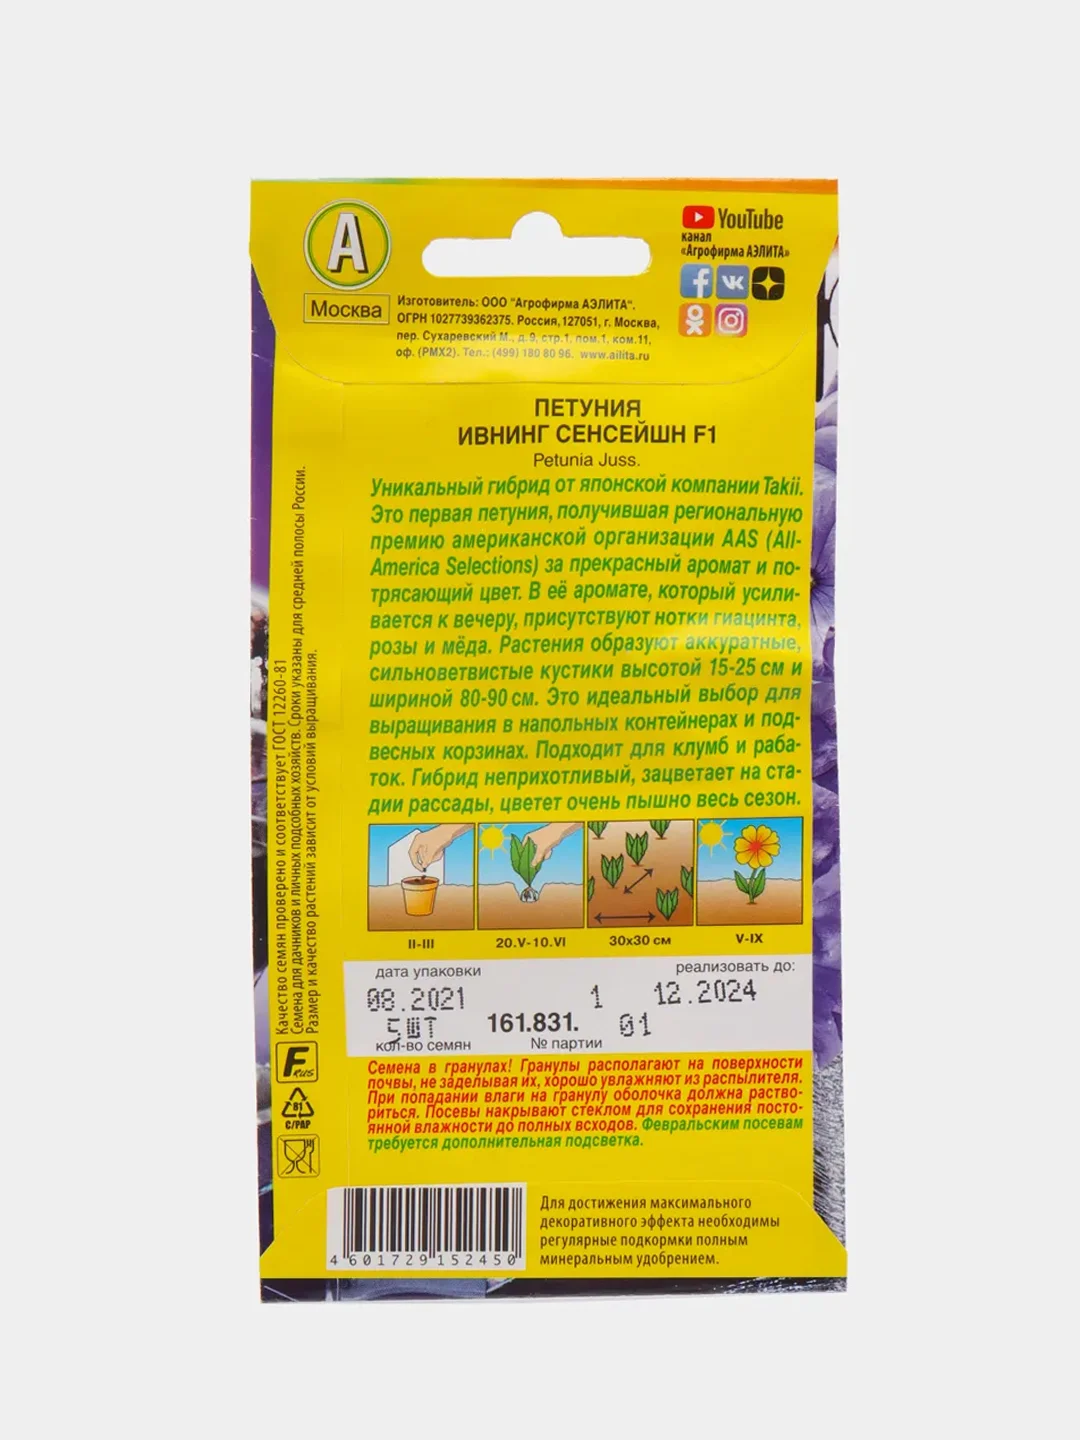 А
Москва
Изготовитель: ООО "Агрофирма АЭЛИТА".
ОГРН 1027739362375. Россия, 127051, г. Москва,
пер. Сухаревский М., д.9, стр.1, пом.1, ком.11,
оф. (РМХ2). Тел.: (499) 180 80 96. www.ailita.ru
YouTube
канал
«Агрофирма АЭЛИТА»
ПЕТУНИЯ
ИВНИНГ СЕНСЕЙШН F1
Petunia Juss.
Уникальный гибрид от японской компании Takii.
Это первая петуния, получившая региональную
премию американской организации AAS (All-
America Selections) за прекрасный аромат и по-
трясающий цвет. В её аромате, который усили-
вается к вечеру, присутствуют нотки гиацинта,
розы и мёда. Растения образуют аккуратные,
сильноветвистые кустики высотой 15-25 см и
шириной 80-90 см. Это идеальный выбор для
выращивания в напольных контейнерах и под-
весных корзинах. Подходит для клумб и раба-
ток. Гибрид неприхотливый, зацветает на ста-
дии рассады, цветет очень пышно весь сезон.
II-III
20.V-10.VI
30х30 см
V-IX
дата упаковки
реализовать до:
08.2021
1
12.2024
5 ШТ
161.831.
01
кол-во семян
№ партии
Семена в гранулах! Гранулы располагают на поверхности
почвы, не заделывая их, хорошо увлажняют из распылителя.
При попадании влаги на гранулу оболочка должна раство-
риться. Посевы накрывают стеклом для сохранения посто-
янной влажности до полных всходов. Февральским посевам
требуется дополнительная подсветка.
Качество семян проверено и соответствует ГОСТ 12260-81
Семена для дачников и личных подсобных хозяйств. Сроки указаны для средней полосы России.
Размер и качество растений зависит от условий выращивания.
F RUS
81
C/PAP
4 601729 152450
Для достижения максимального
декоративного эффекта необходимы
регулярные подкормки полным
минеральным удобрением.